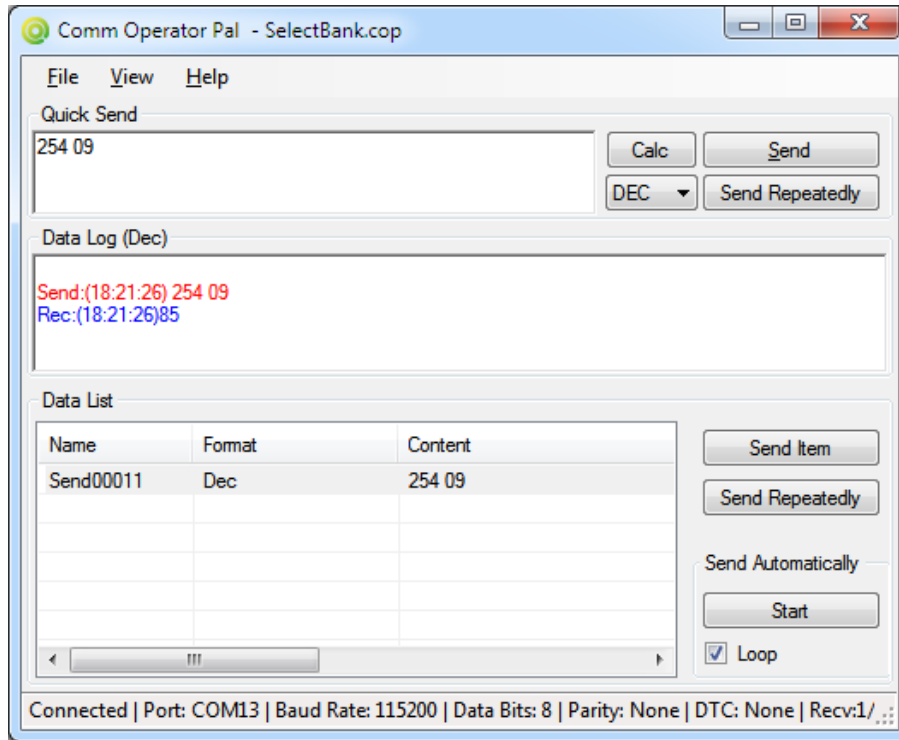 Comm Operator Pal - SelectBank.cop
File View Help
Quick Send
254 09
Calc Send
DEC Send Repeatedly
Data Log (Dec)
Send:(18:21:26) 254 09
Rec:(18:21:26)85
Data List
Name Format Content
Send00011 Dec 254 09
Send Item
Send Repeatedly
Send Automatically
Start
Loop
Connected | Port: COM13 | Baud Rate: 115200 | Data Bits: 8 | Parity: None | DTC: None | Recv:1/